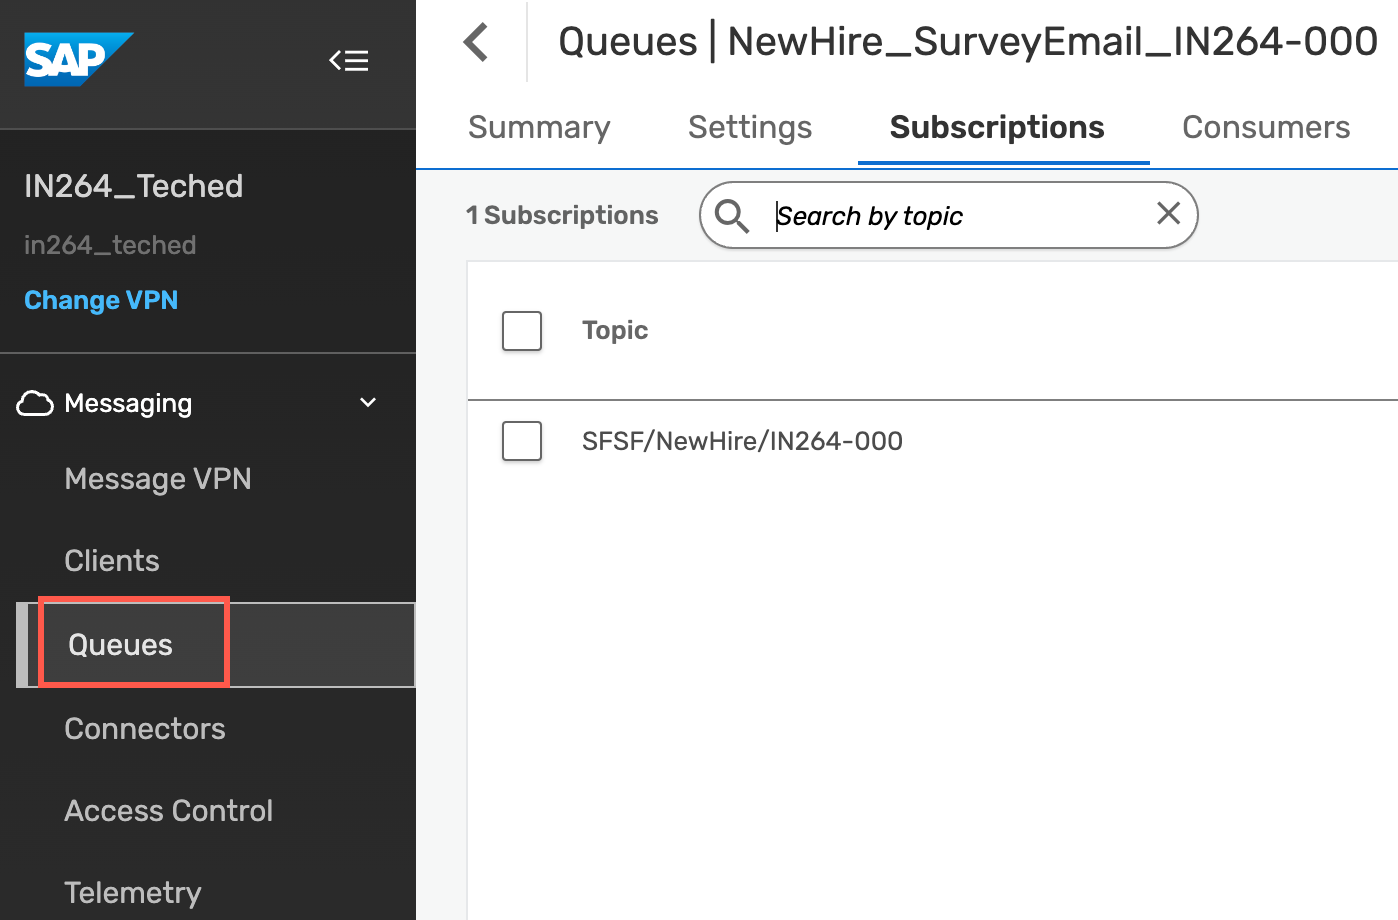 SAP
IN264_Teched
in264_teched
Change VPN
Messaging
Message VPN
Clients
Queues
Connectors
Access Control
Telemetry
Queues | NewHire_SurveyEmail_IN264-000
Summary Settings Subscriptions Consumers
1 Subscriptions Search by topic
Topic
SFSF/NewHire/IN264-000